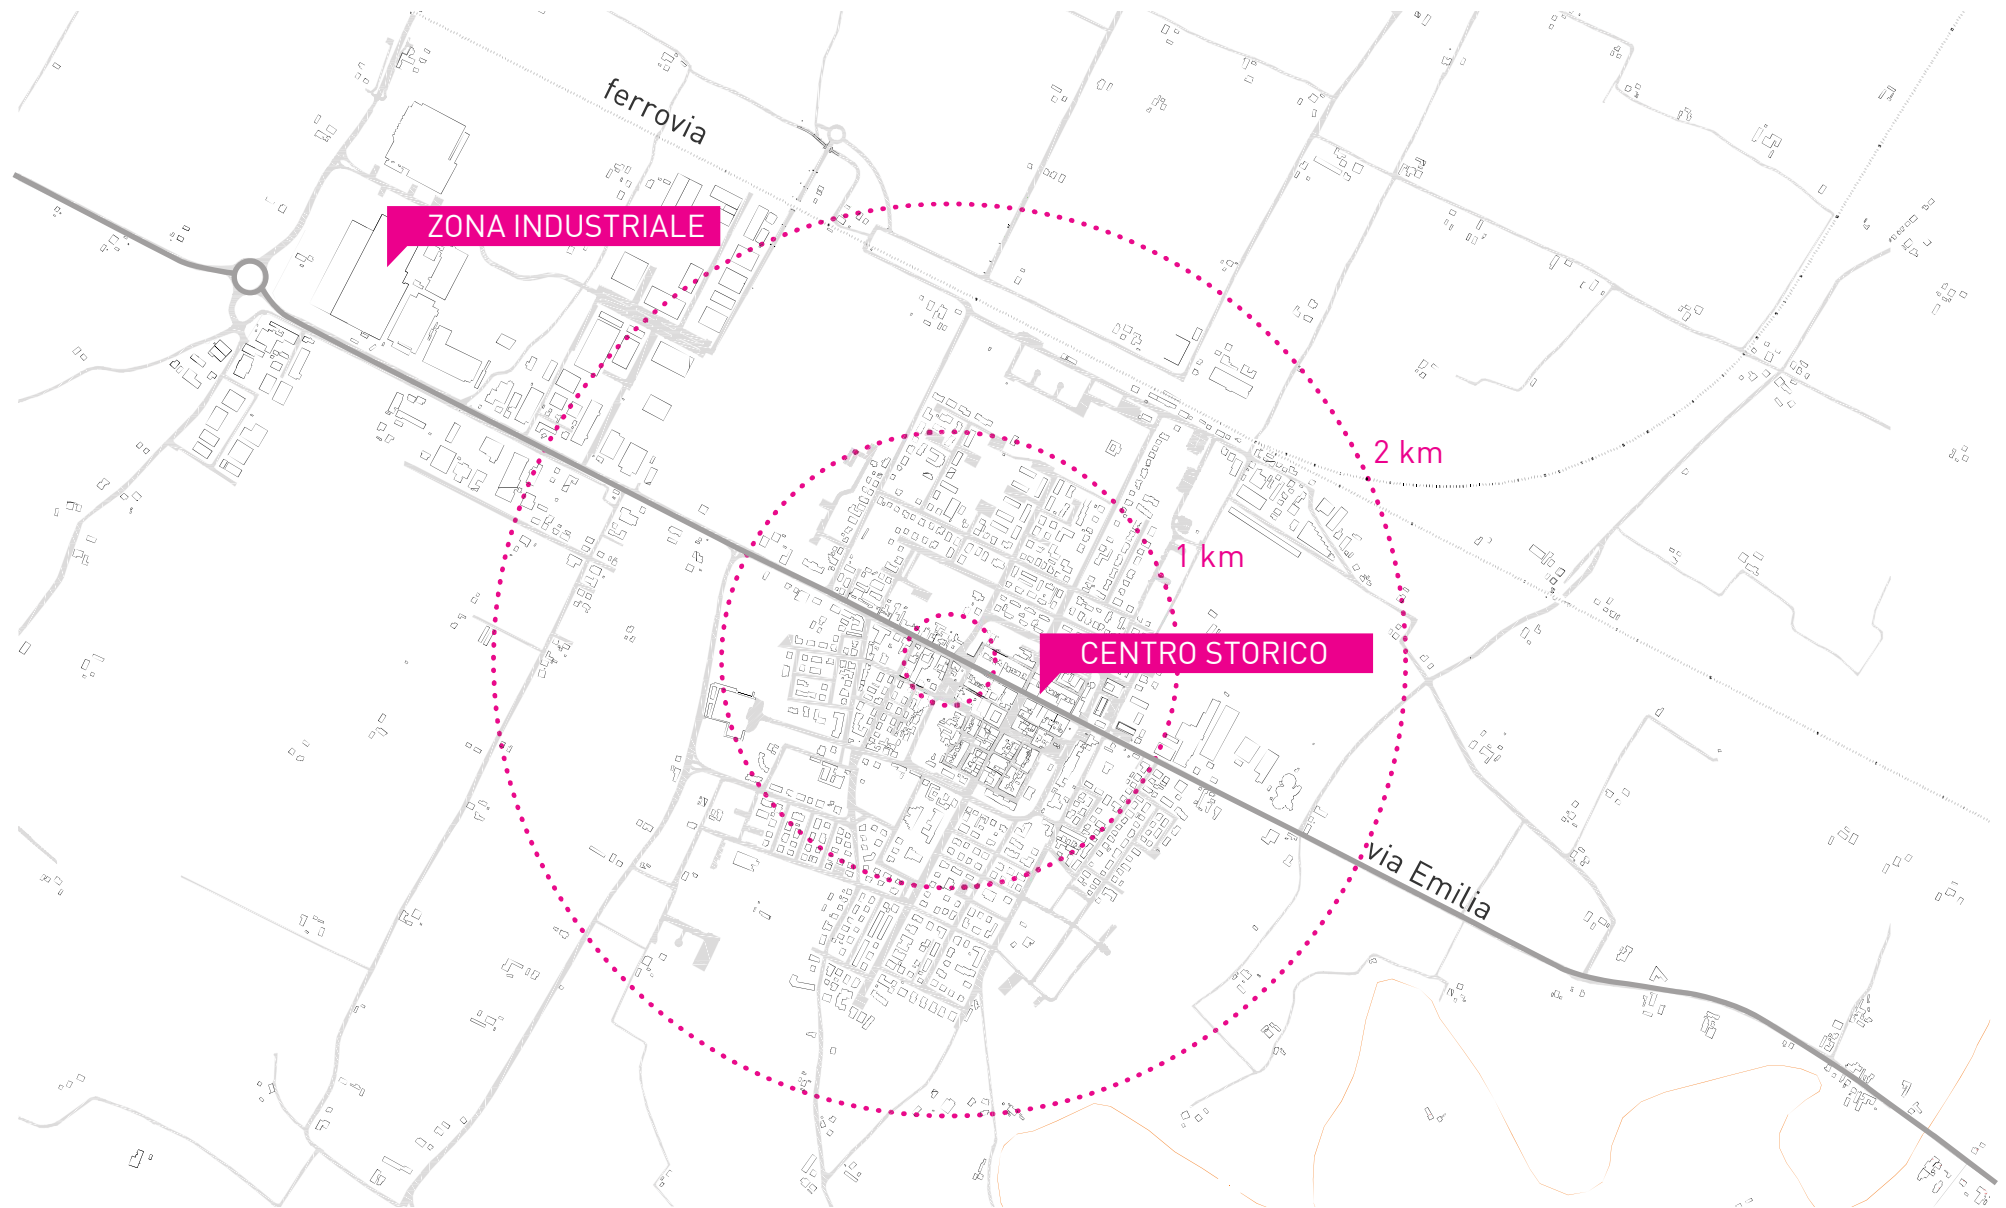 ferrovia
ZONA INDUSTRIALE
2 km
1 km
CENTRO STORICO
via Emilia